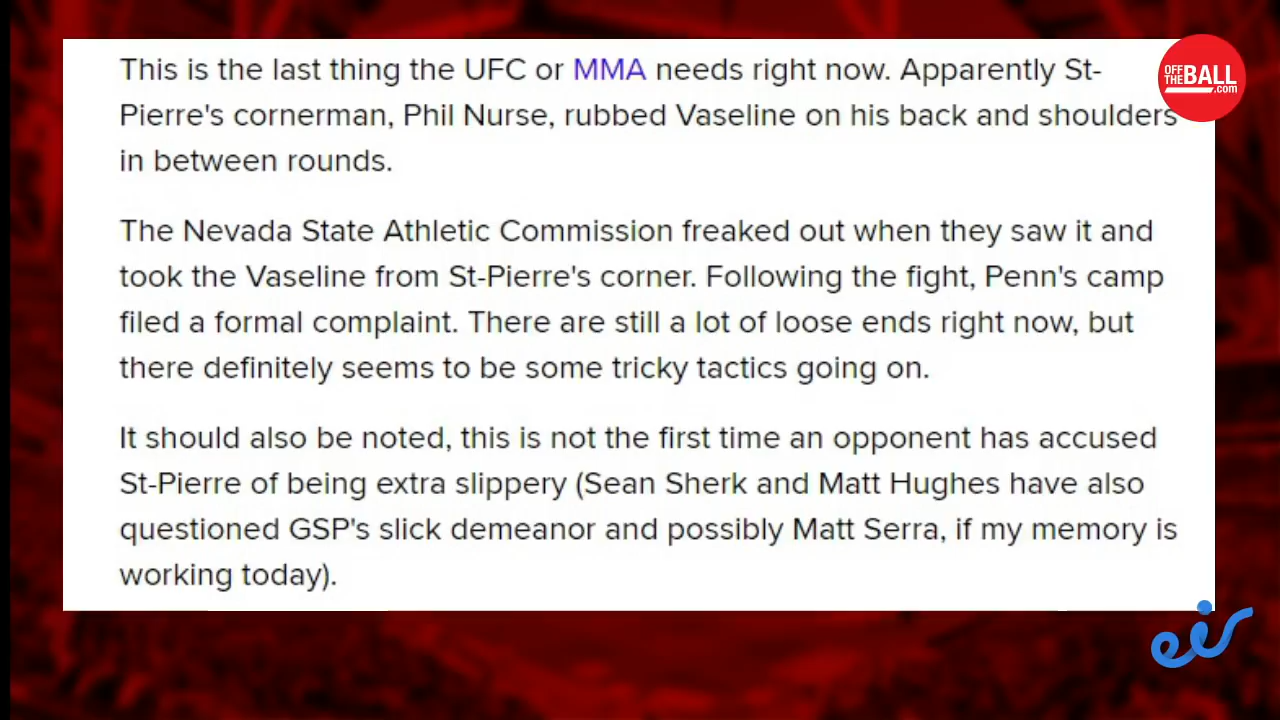 This is the last thing the UFC or MMA needs right now. Apparently St-
Pierre's cornerman, Phil Nurse, rubbed Vaseline on his back and shoulders
in between rounds.
The Nevada State Athletic Commission freaked out when they saw it and
took the Vaseline from St-Pierre's corner. Following the fight, Penn's camp
filed a formal complaint. There are still a lot of loose ends right now, but
there definitely seems to be some tricky tactics going on.
It should also be noted, this is not the first time an opponent has accused
St-Pierre of being extra slippery (Sean Sherk and Matt Hughes have also
questioned GSP's slick demeanor and possibly Matt Serra, if my memory is
working today).
OFF
THE BALL
.com
eir